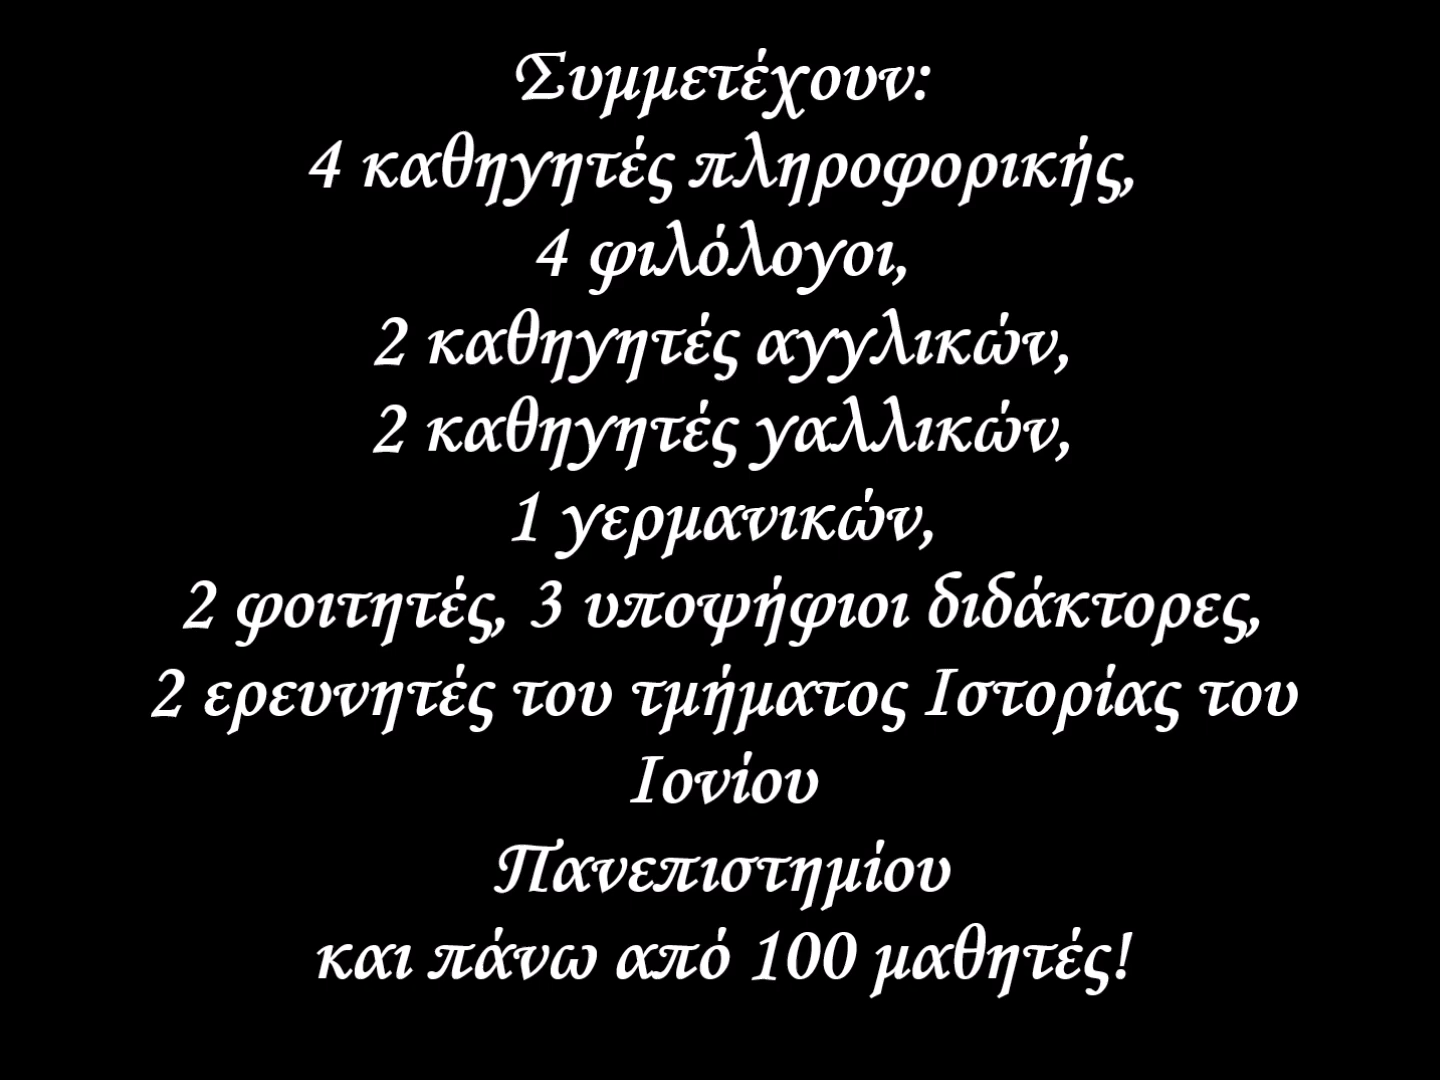 Συμμετέχουν:
4 καθηγητές πληροφορικής,
4 φιλόλογοι,
2 καθηγητές αγγλικών,
2 καθηγητές γαλλικών,
1 γερμανικών,
2 φοιτητές, 3 υποψήφιοι διδάκτορες,
2 ερευνητές του τμήματος Ιστορίας του
Ιονίου
Πανεπιστημίου
και πάνω από 100 μαθητές!